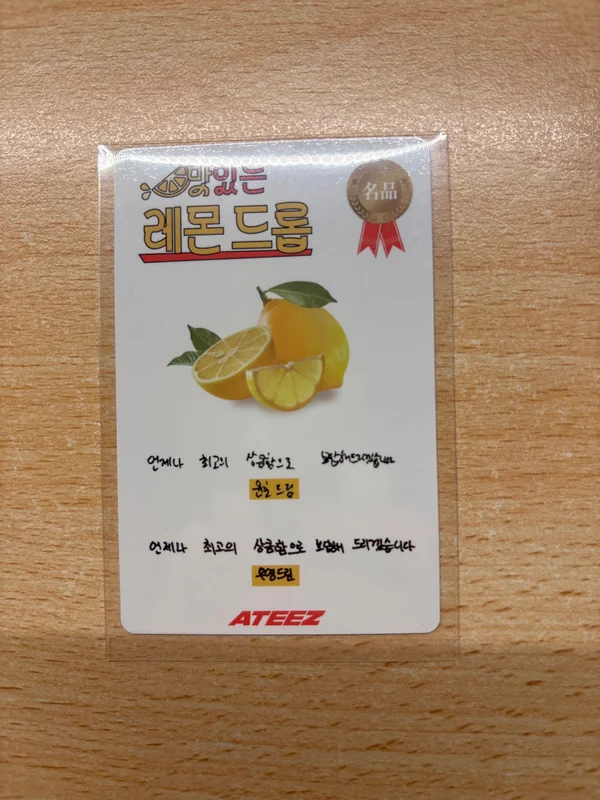 맛있는
레몬 드롭
名品
언제나 최고의 상큼함으로 보답해드리겠습니다
윤호 드림
언제나 최고의 상큼함으로 보답해 드리겠습니다
우영드림
ATEEZ